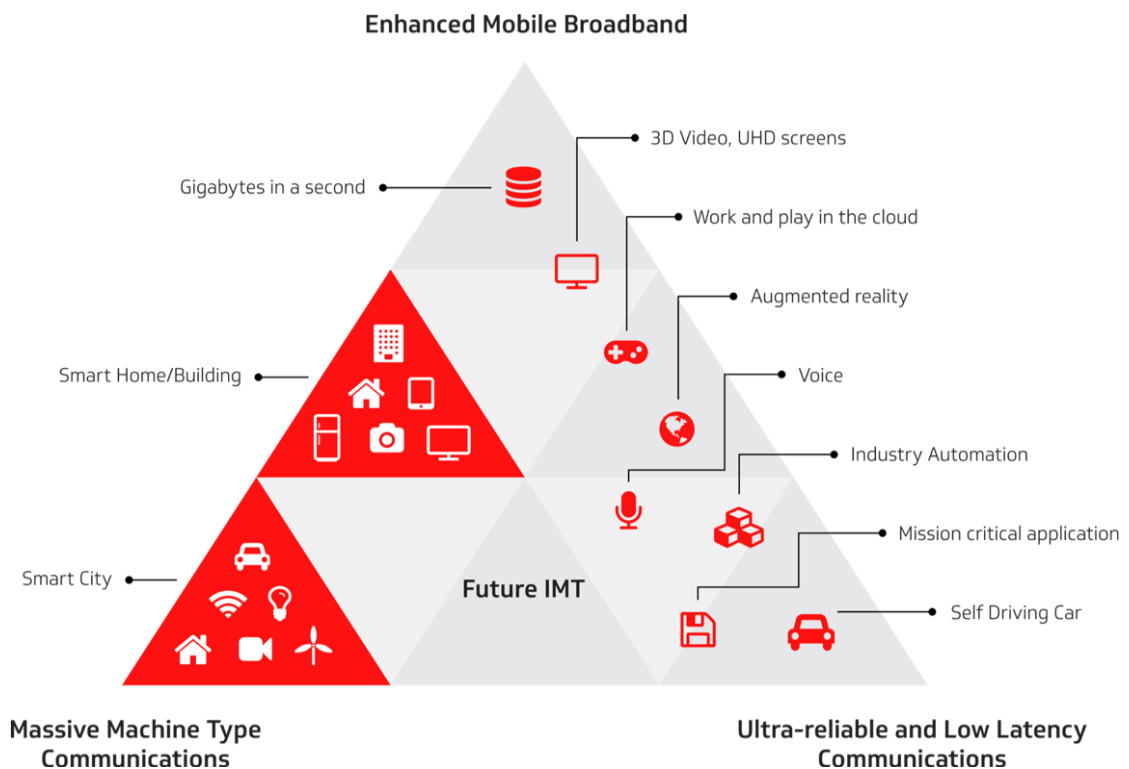 Enhanced Mobile Broadband
3D Video, UHD screens
Gigabytes in a second
Work and play in the cloud
Augmented reality
Smart Home/Building
Voice
Industry Automation
Mission critical application
Smart City
Future IMT
Self Driving Car
Massive Machine Type
Communications
Ultra-reliable and Low Latency
Communications